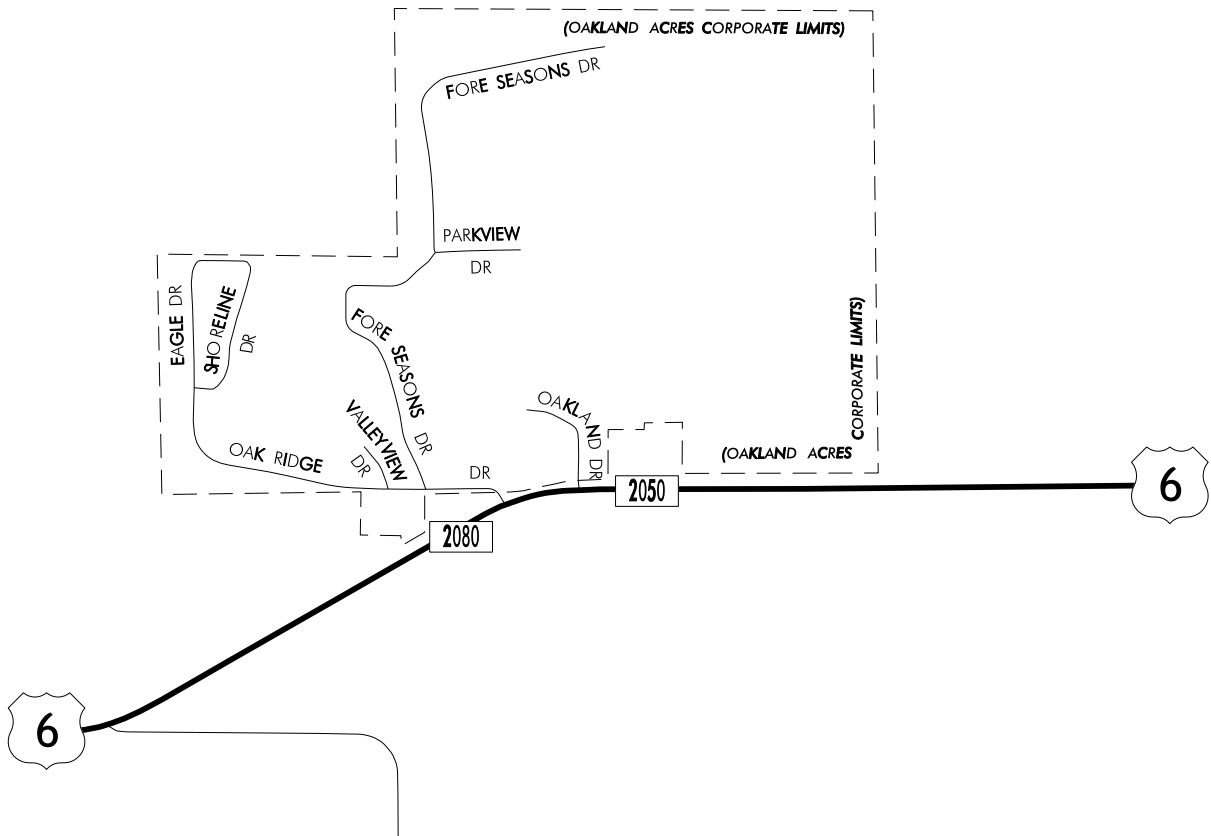 (OAKLAND ACRES CORPORATE LIMITS)
FORE SEASONS DR
PARKVIEW
DR
EAGLE DR
SHORELINE
DR
FORE SEASONS DR
CORPORATE LIMITS)
(OAKLAND ACRES
OAKLAND DR
VALLEYVIEW
DR
OAK RIDGE
DR
2050
6
2080
6